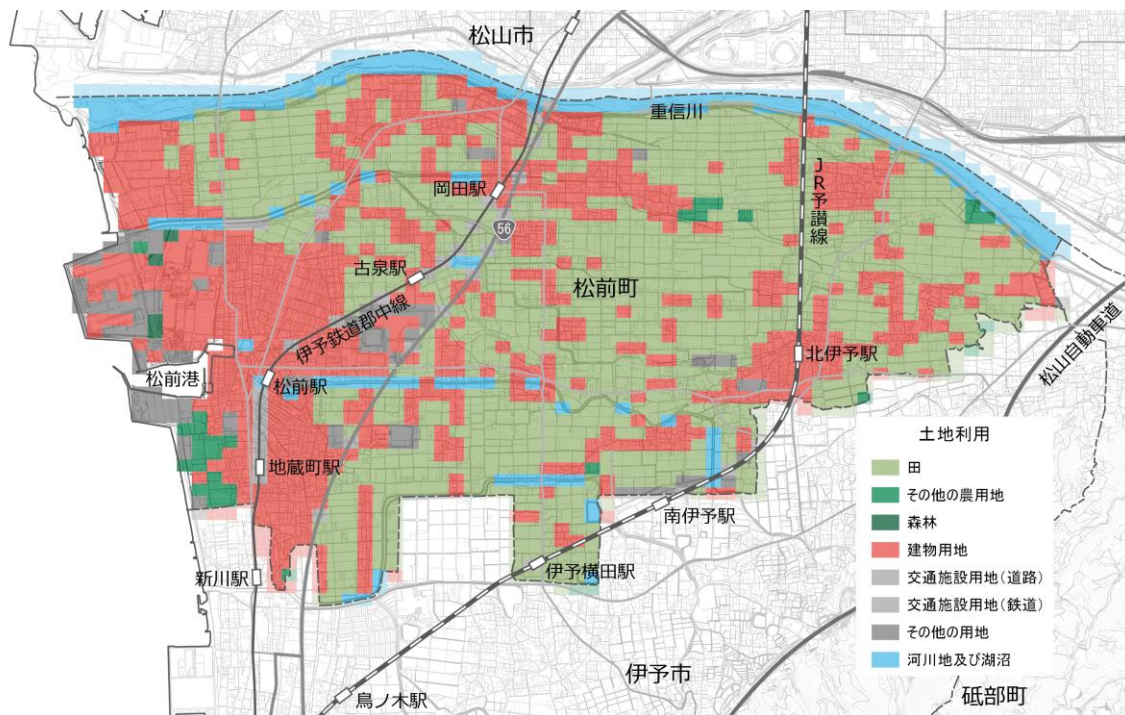 松山市
重信川
岡田駅
JR予讃線
56
古泉駅
松前町
伊予鉄道郡中線
松山自動車道
北伊予駅
松前港
松前駅
土地利用
田
地蔵町駅
その他の農用地
南伊予駅
森林
建物用地
新川駅
伊予横田駅
交通施設用地(道路)
交通施設用地(鉄道)
その他の用地
河川地及び湖沼
伊予市
鳥ノ木駅
砥部町